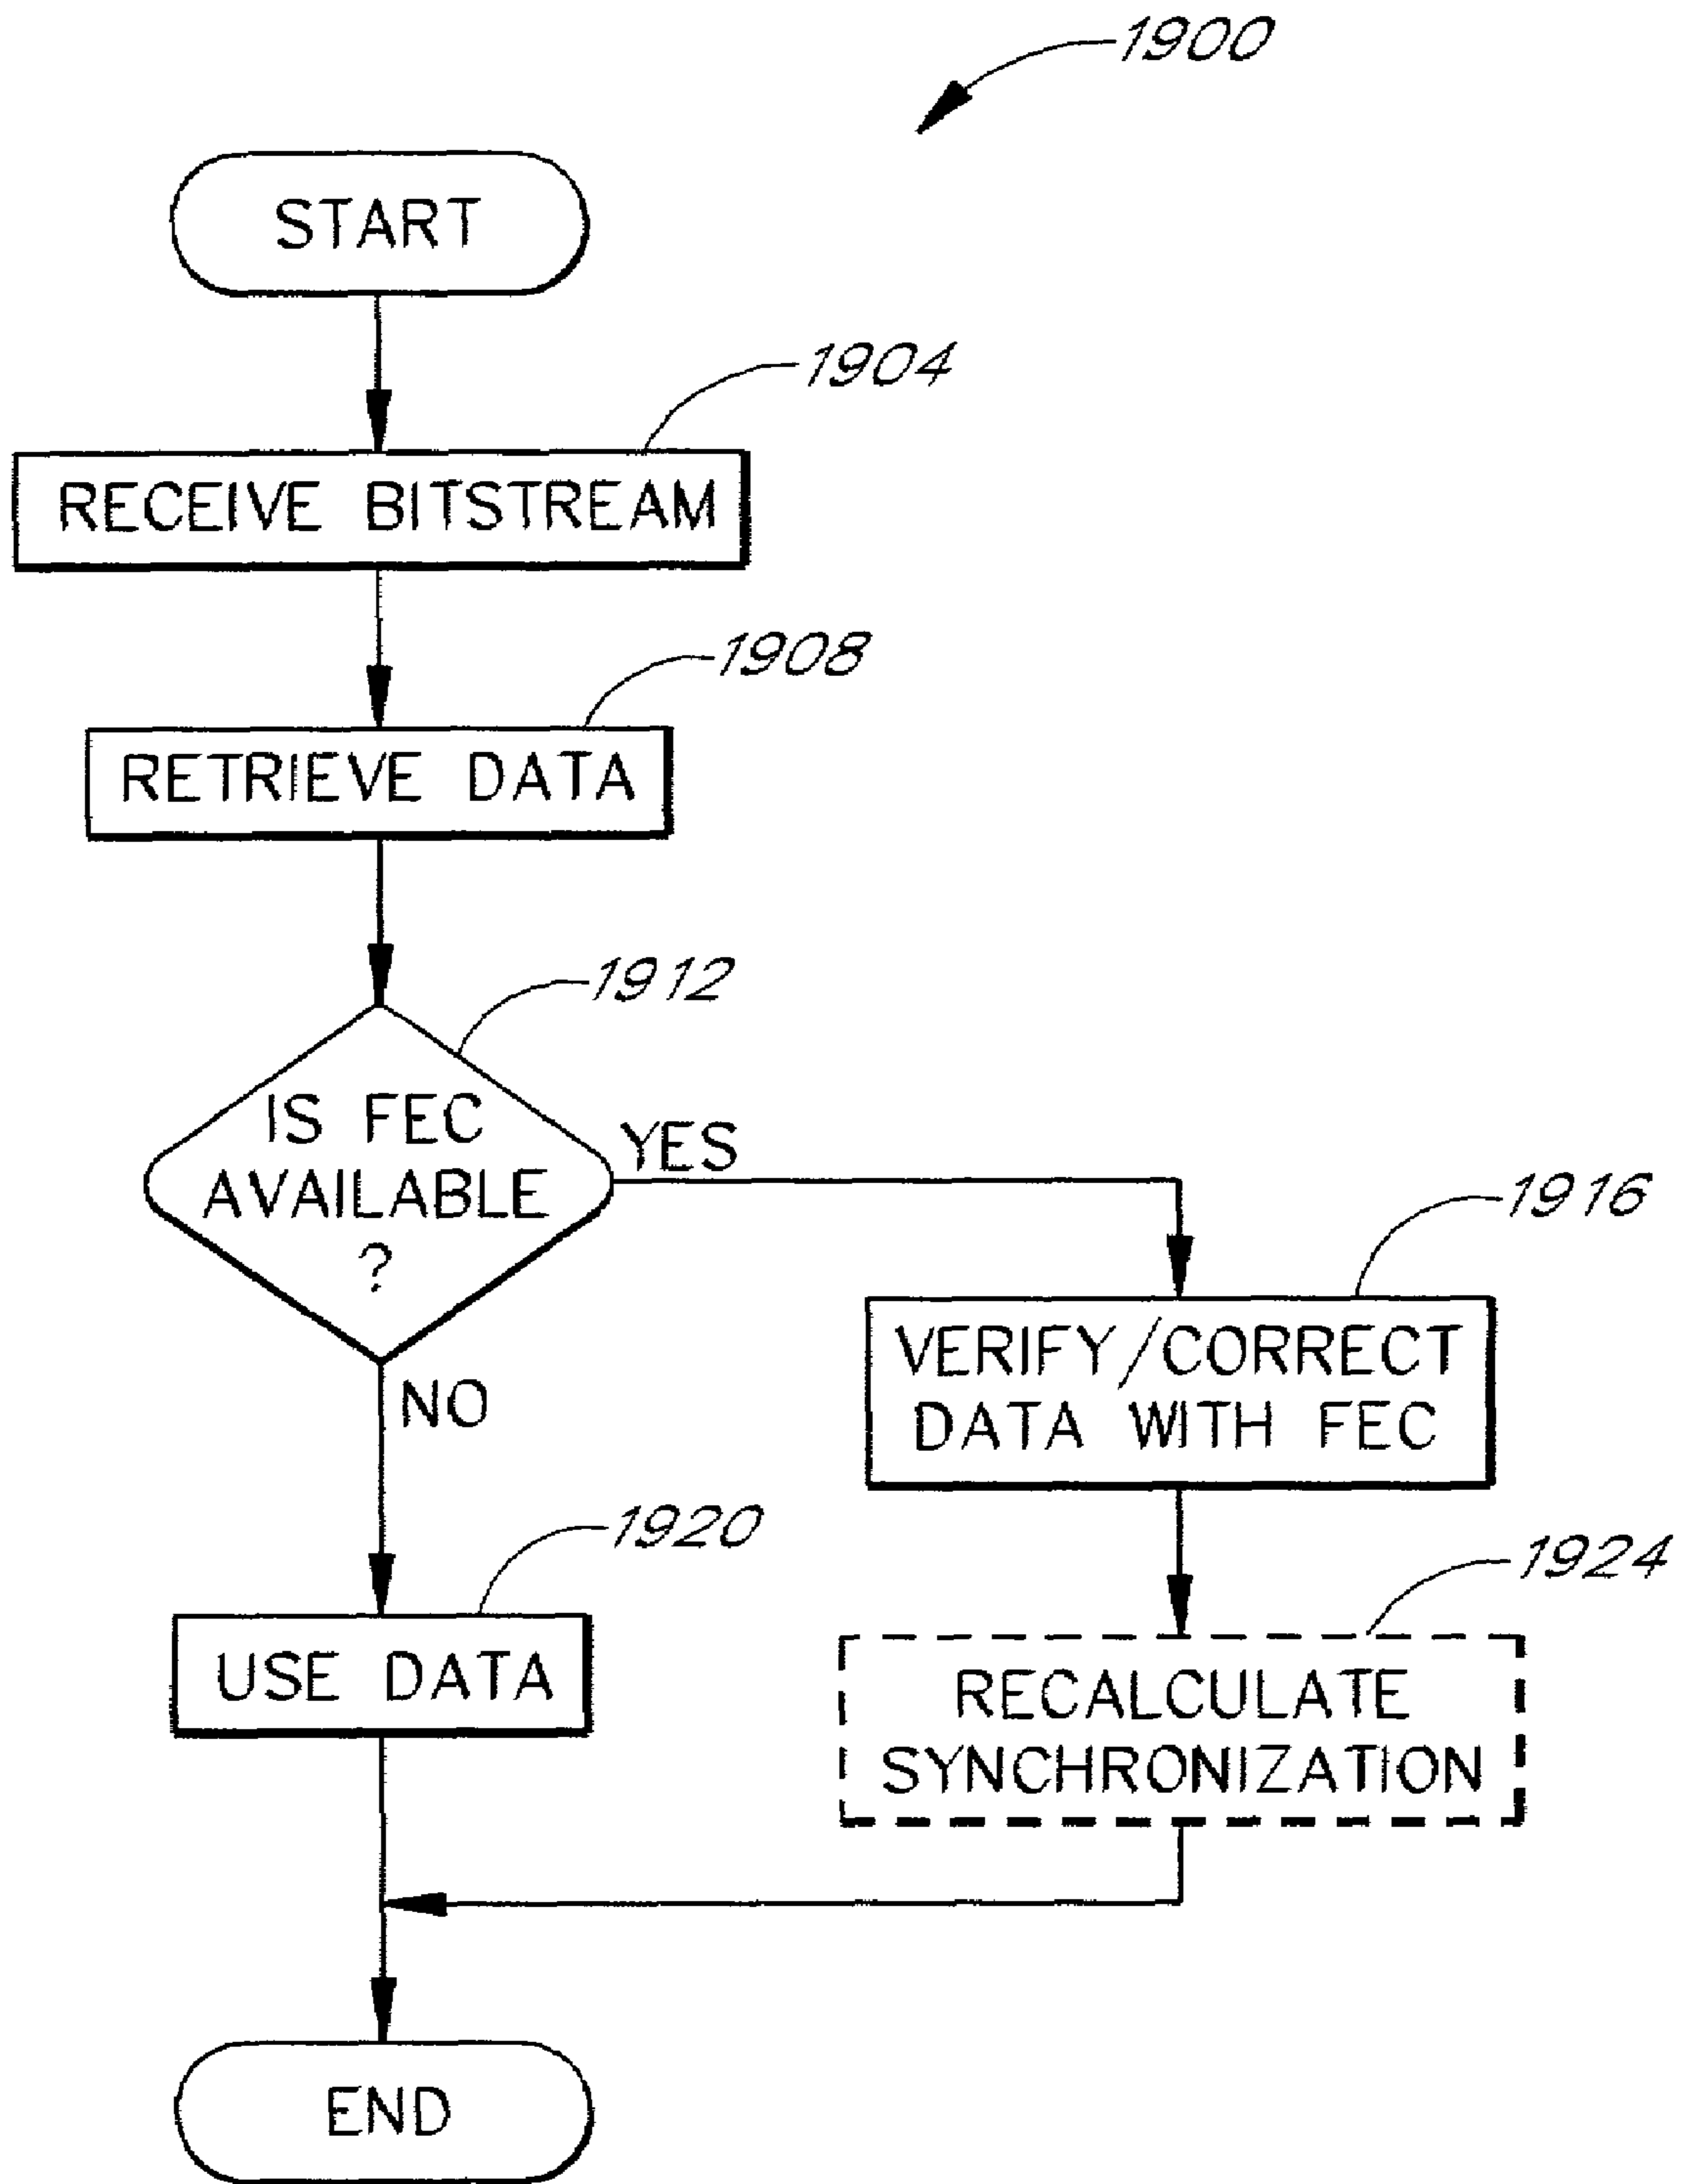 1900
START
1904
RECEIVE BITSTREAM
1908
RETRIEVE DATA
1912
IS FEC
AVAILABLE
?
YES
1916
VERIFY/CORRECT
DATA WITH FEC
NO
1920
USE DATA
1924
RECALCULATE
SYNCHRONIZATION
END